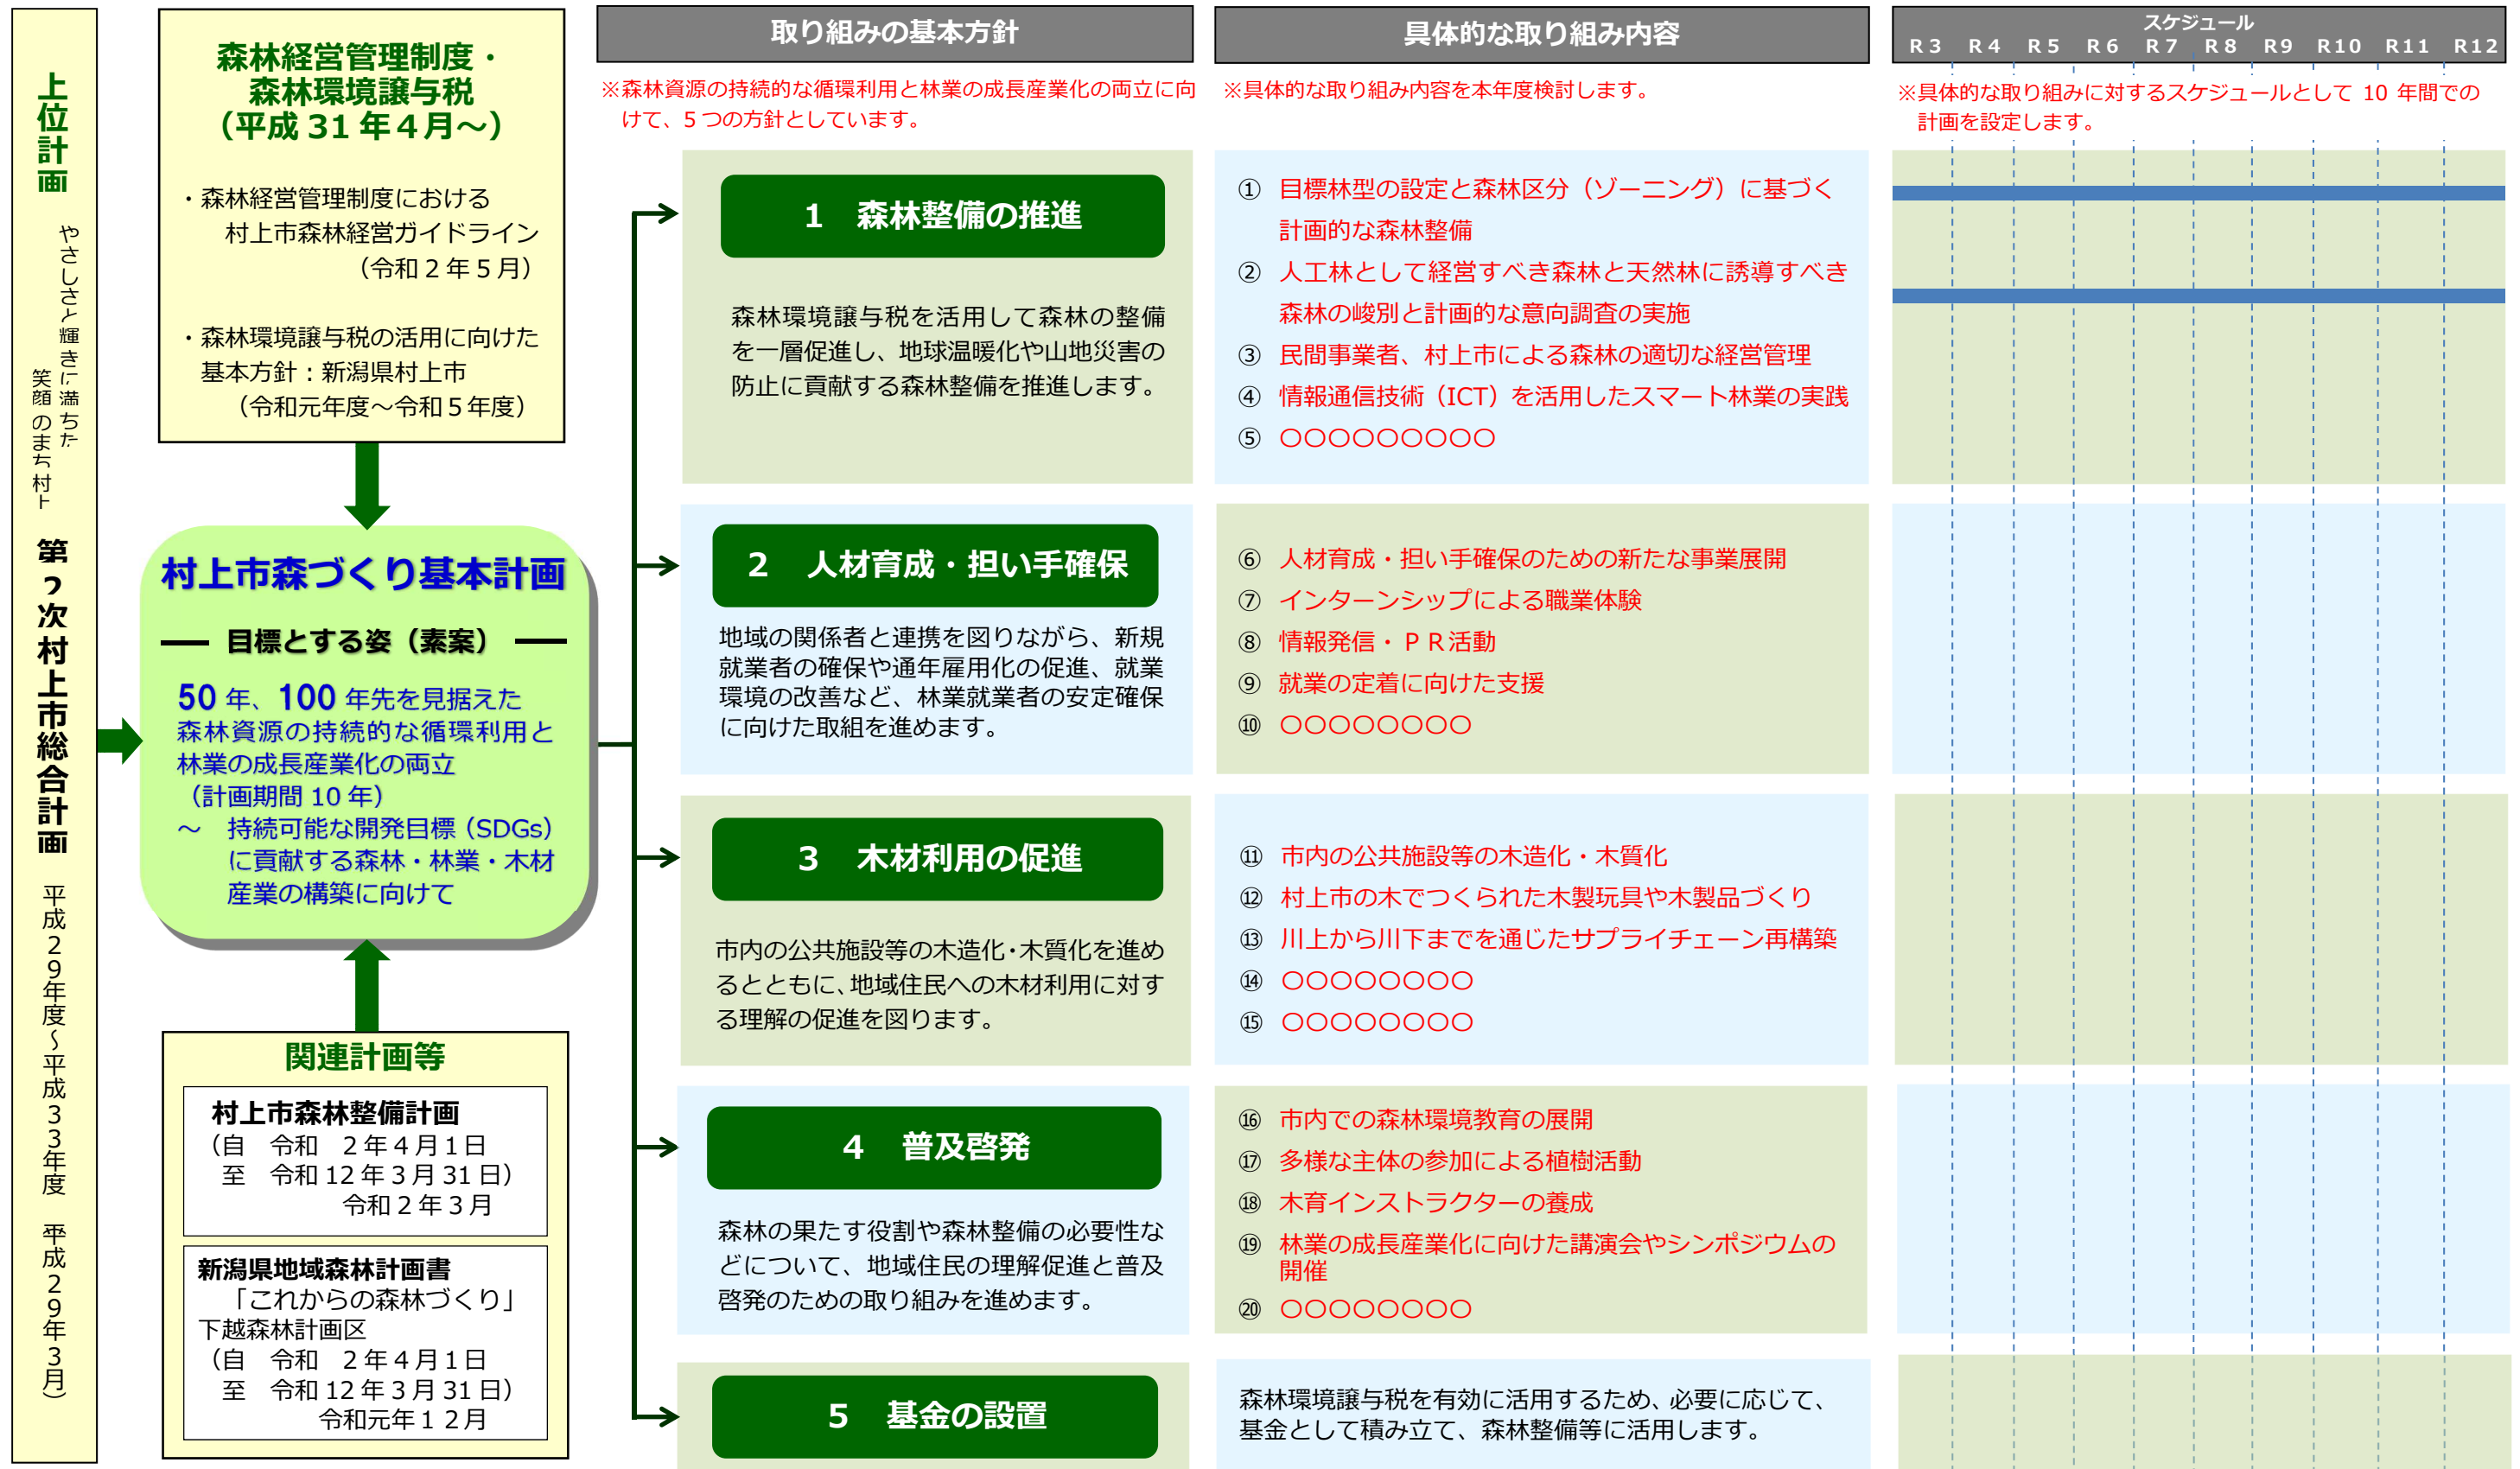 上位計画
やさしさと輝きに満ちた
笑顔のまち村上
第2次村上市総合計画
平成29年度～平成33年度
平成29年3月）
森林経営管理制度・
森林環境譲与税
（平成 31 年４月～）
・森林経営管理制度における
村上市森林経営ガイドライン
（令和２年５月）
・森林環境譲与税の活用に向けた
基本方針：新潟県村上市
（令和元年度～令和５年度）
村上市森づくり基本計画
目標とする姿（素案）
50 年、100 年先を見据えた
森林資源の持続的な循環利用と
林業の成長産業化の両立
（計画期間 10 年）
～ 持続可能な開発目標（SDGs）
に貢献する森林・林業・木材
産業の構築に向けて
関連計画等
村上市森林整備計画
（自　令和　２年４月１日
至　令和 12 年３月 31 日）
令和２年３月
新潟県地域森林計画書
「これからの森林づくり」
下越森林計画区
（自　令和　２年４月１日
至　令和 12 年３月 31 日）
令和元年１２月
取り組みの基本方針
※森林資源の持続的な循環利用と林業の成長産業化の両立に向
けて、５つの方針としています。
1　森林整備の推進
森林環境譲与税を活用して森林の整備
を一層促進し、地球温暖化や山地災害の
防止に貢献する森林整備を推進します。
2　人材育成・担い手確保
地域の関係者と連携を図りながら、新規
就業者の確保や通年雇用化の促進、就業
環境の改善など、林業就業者の安定確保
に向けた取組を進めます。
3　木材利用の促進
市内の公共施設等の木造化・木質化を進め
るとともに、地域住民への木材利用に対す
る理解の促進を図ります。
4　普及啓発
森林の果たす役割や森林整備の必要性な
どについて、地域住民の理解促進と普及
啓発のための取り組みを進めます。
5　基金の設置
具体的な取り組み内容
※具体的な取り組み内容を本年度検討します。
① 目標林型の設定と森林区分（ゾーニング）に基づく
計画的な森林整備
② 人工林として経営すべき森林と天然林に誘導すべき
森林の峻別と計画的な意向調査の実施
③ 民間事業者、村上市による森林の適切な経営管理
④ 情報通信技術（ICT）を活用したスマート林業の実践
⑤ 〇〇〇〇〇〇〇〇〇
⑥ 人材育成・担い手確保のための新たな事業展開
⑦ インターンシップによる職業体験
⑧ 情報発信・ＰＲ活動
⑨ 就業の定着に向けた支援
⑩ 〇〇〇〇〇〇〇〇
⑪ 市内の公共施設等の木造化・木質化
⑫ 村上市の木でつくられた木製玩具や木製品づくり
⑬ 川上から川下までを通じたサプライチェーン再構築
⑭ 〇〇〇〇〇〇〇〇
⑮ 〇〇〇〇〇〇〇〇
⑯ 市内での森林環境教育の展開
⑰ 多様な主体の参加による植樹活動
⑱ 木育インストラクターの養成
⑲ 林業の成長産業化に向けた講演会やシンポジウムの
開催
⑳ 〇〇〇〇〇〇〇〇
森林環境譲与税を有効に活用するため、必要に応じて、
基金として積み立て、森林整備等に活用します。
スケジュール
R３ R４ R５ R６ R７ R８ R9 R10 R11 R12
※具体的な取り組みに対するスケジュールとして 10 年間での
計画を設定します。